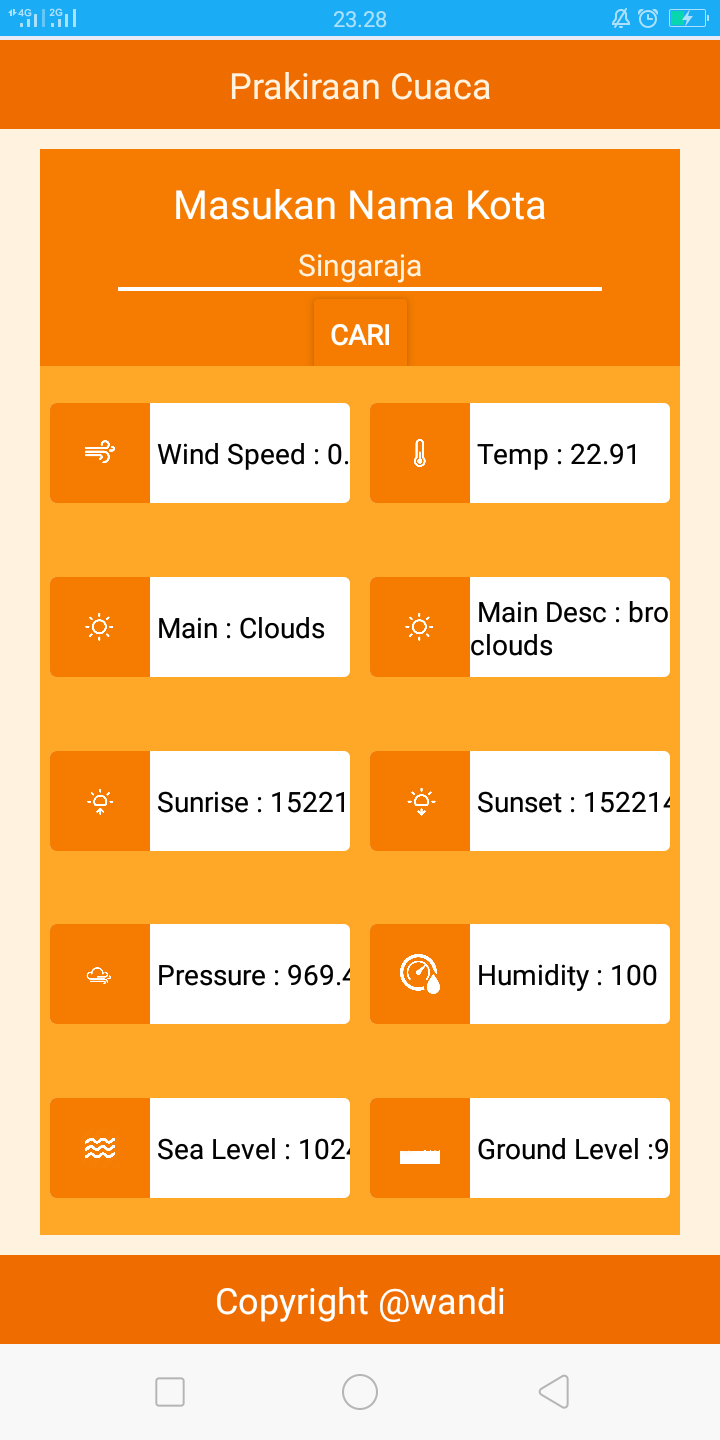 4G 2G 23.28
Prakiraan Cuaca
Masukan Nama Kota
Singaraja
CARI
Wind Speed : 0.
Temp : 22.91
Main : Clouds
Main Desc : bro
clouds
Sunrise : 15221
Sunset : 152214
Pressure : 969.4
Humidity : 100
Sea Level : 1024
Ground Level :9
Copyright @wandi